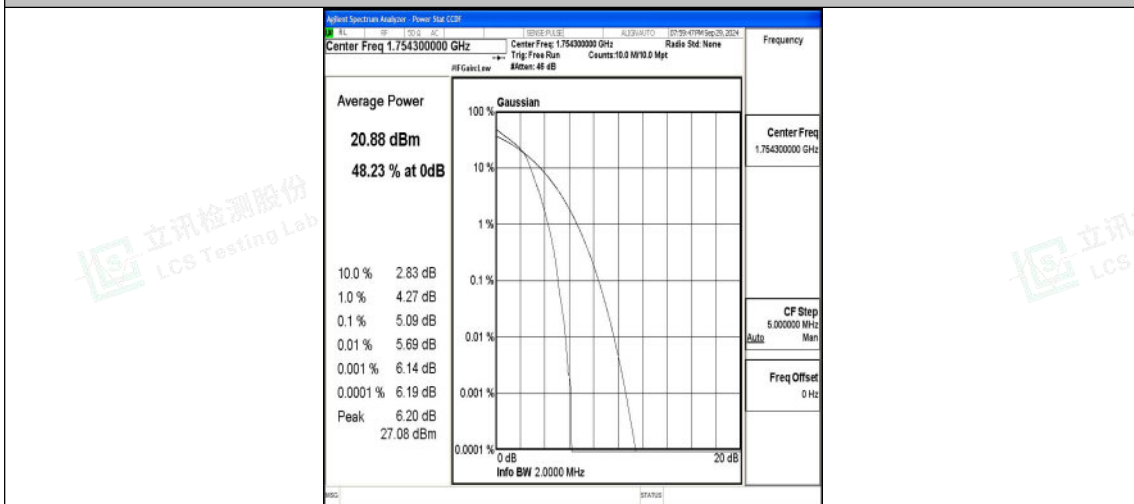 Agilent Spectrum Analyzer - Power Stat CCDF
RL RF 50 Ω AC SENSE:PULSE ALIGNAUTO 07:59:47PM Sep 29, 2024
Center Freq 1.754300000 GHz
Center Freq: 1.754300000 GHz Radio Std: None
Trig: Free Run Counts:10.0 M/10.0 Mpt
#IFGain:Low #Atten: 46 dB
Frequency
Average Power
20.88 dBm
48.23 % at 0dB
10.0 % 2.83 dB
1.0 % 4.27 dB
0.1 % 5.09 dB
0.01 % 5.69 dB
0.001 % 6.14 dB
0.0001 % 6.19 dB
Peak 6.20 dB
27.08 dBm
Gaussian
100 %
10 %
1 %
0.1 %
0.01 %
0.001 %
0.0001 %
0 dB 20 dB
Info BW 2.0000 MHz
Center Freq
1.754300000 GHz
CF Step
5.000000 MHz
Auto Man
Freq Offset
0 Hz
MSG STATUS
立讯检测股份
LCS Testing Lab
立讯
LCS